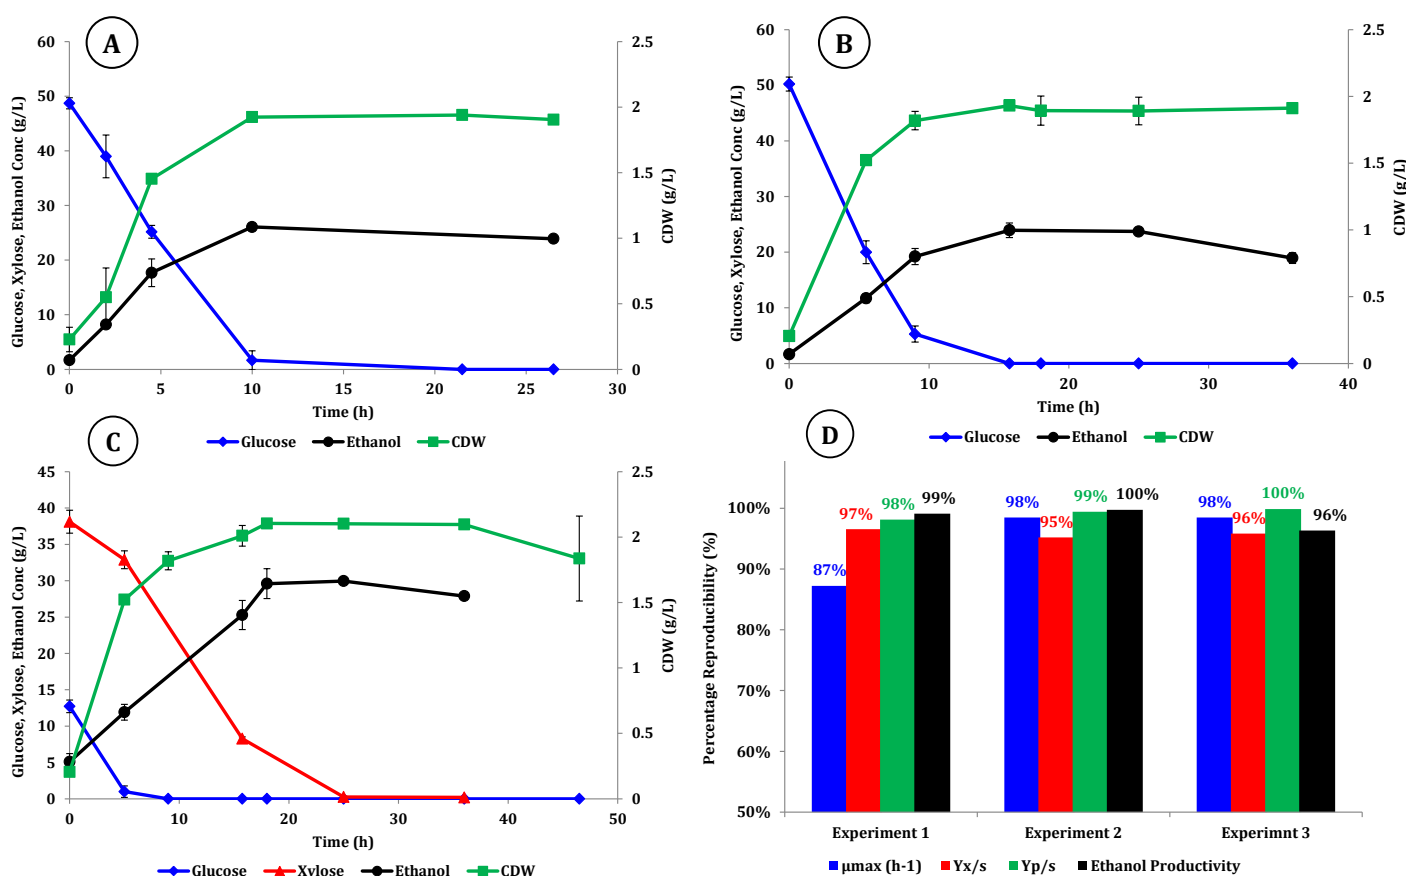 A
60
50
40
30
20
10
0
Glucose, Xylose, Ethanol Conc (g/L)
2.5
2
1.5
1
0.5
0
CDW (g/L)
0 5 10 15 20 25 30
Time (h)
Glucose Ethanol CDW
B
60
50
40
30
20
10
0
Glucose, Xylose, Ethanol Conc (g/L)
2.5
2
1.5
1
0.5
0
CDW (g/L)
0 10 20 30 40
Time (h)
Glucose Ethanol CDW
C
45
40
35
30
25
20
15
10
5
0
Glucose, Xylose, Ethanol Conc (g/L)
2.5
2
1.5
1
0.5
0
CDW (g/L)
0 10 20 30 40 50
Time (h)
Glucose Xylose Ethanol CDW
D
100%
90%
80%
70%
60%
50%
Percentage Reproducibility (%)
87% 97% 98% 99%
98% 95% 99% 100%
98% 96% 100% 96%
Experiment 1 Experiment 2 Experimnt 3
μmax (h-1) Yx/s Yp/s Ethanol Productivity